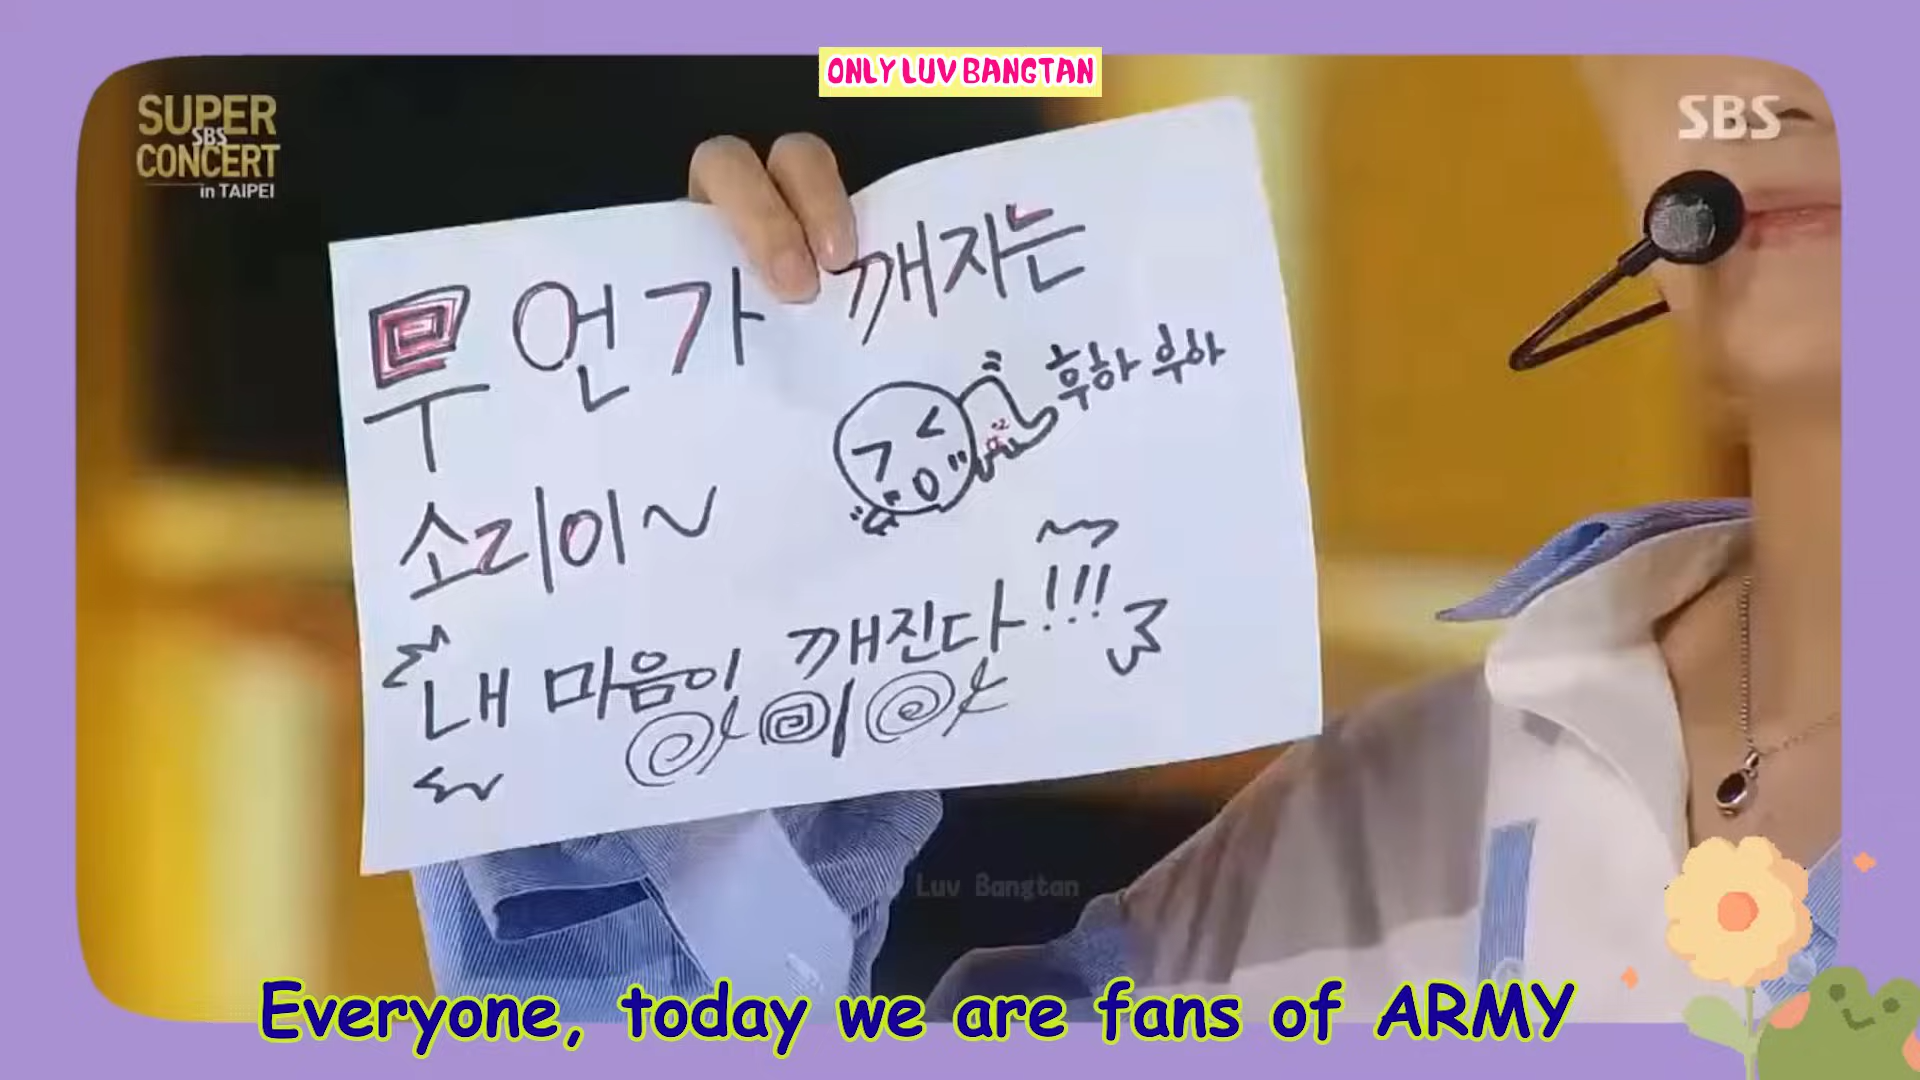 ONLY LUV BANGTAN
SUPER
SBS
CONCERT
in TAIPEI
SBS
무언가 깨지는
후하 후하
소리이~
내 마음이 깨진다!!!
Luv Bangtan
Everyone, today we are fans of ARMY